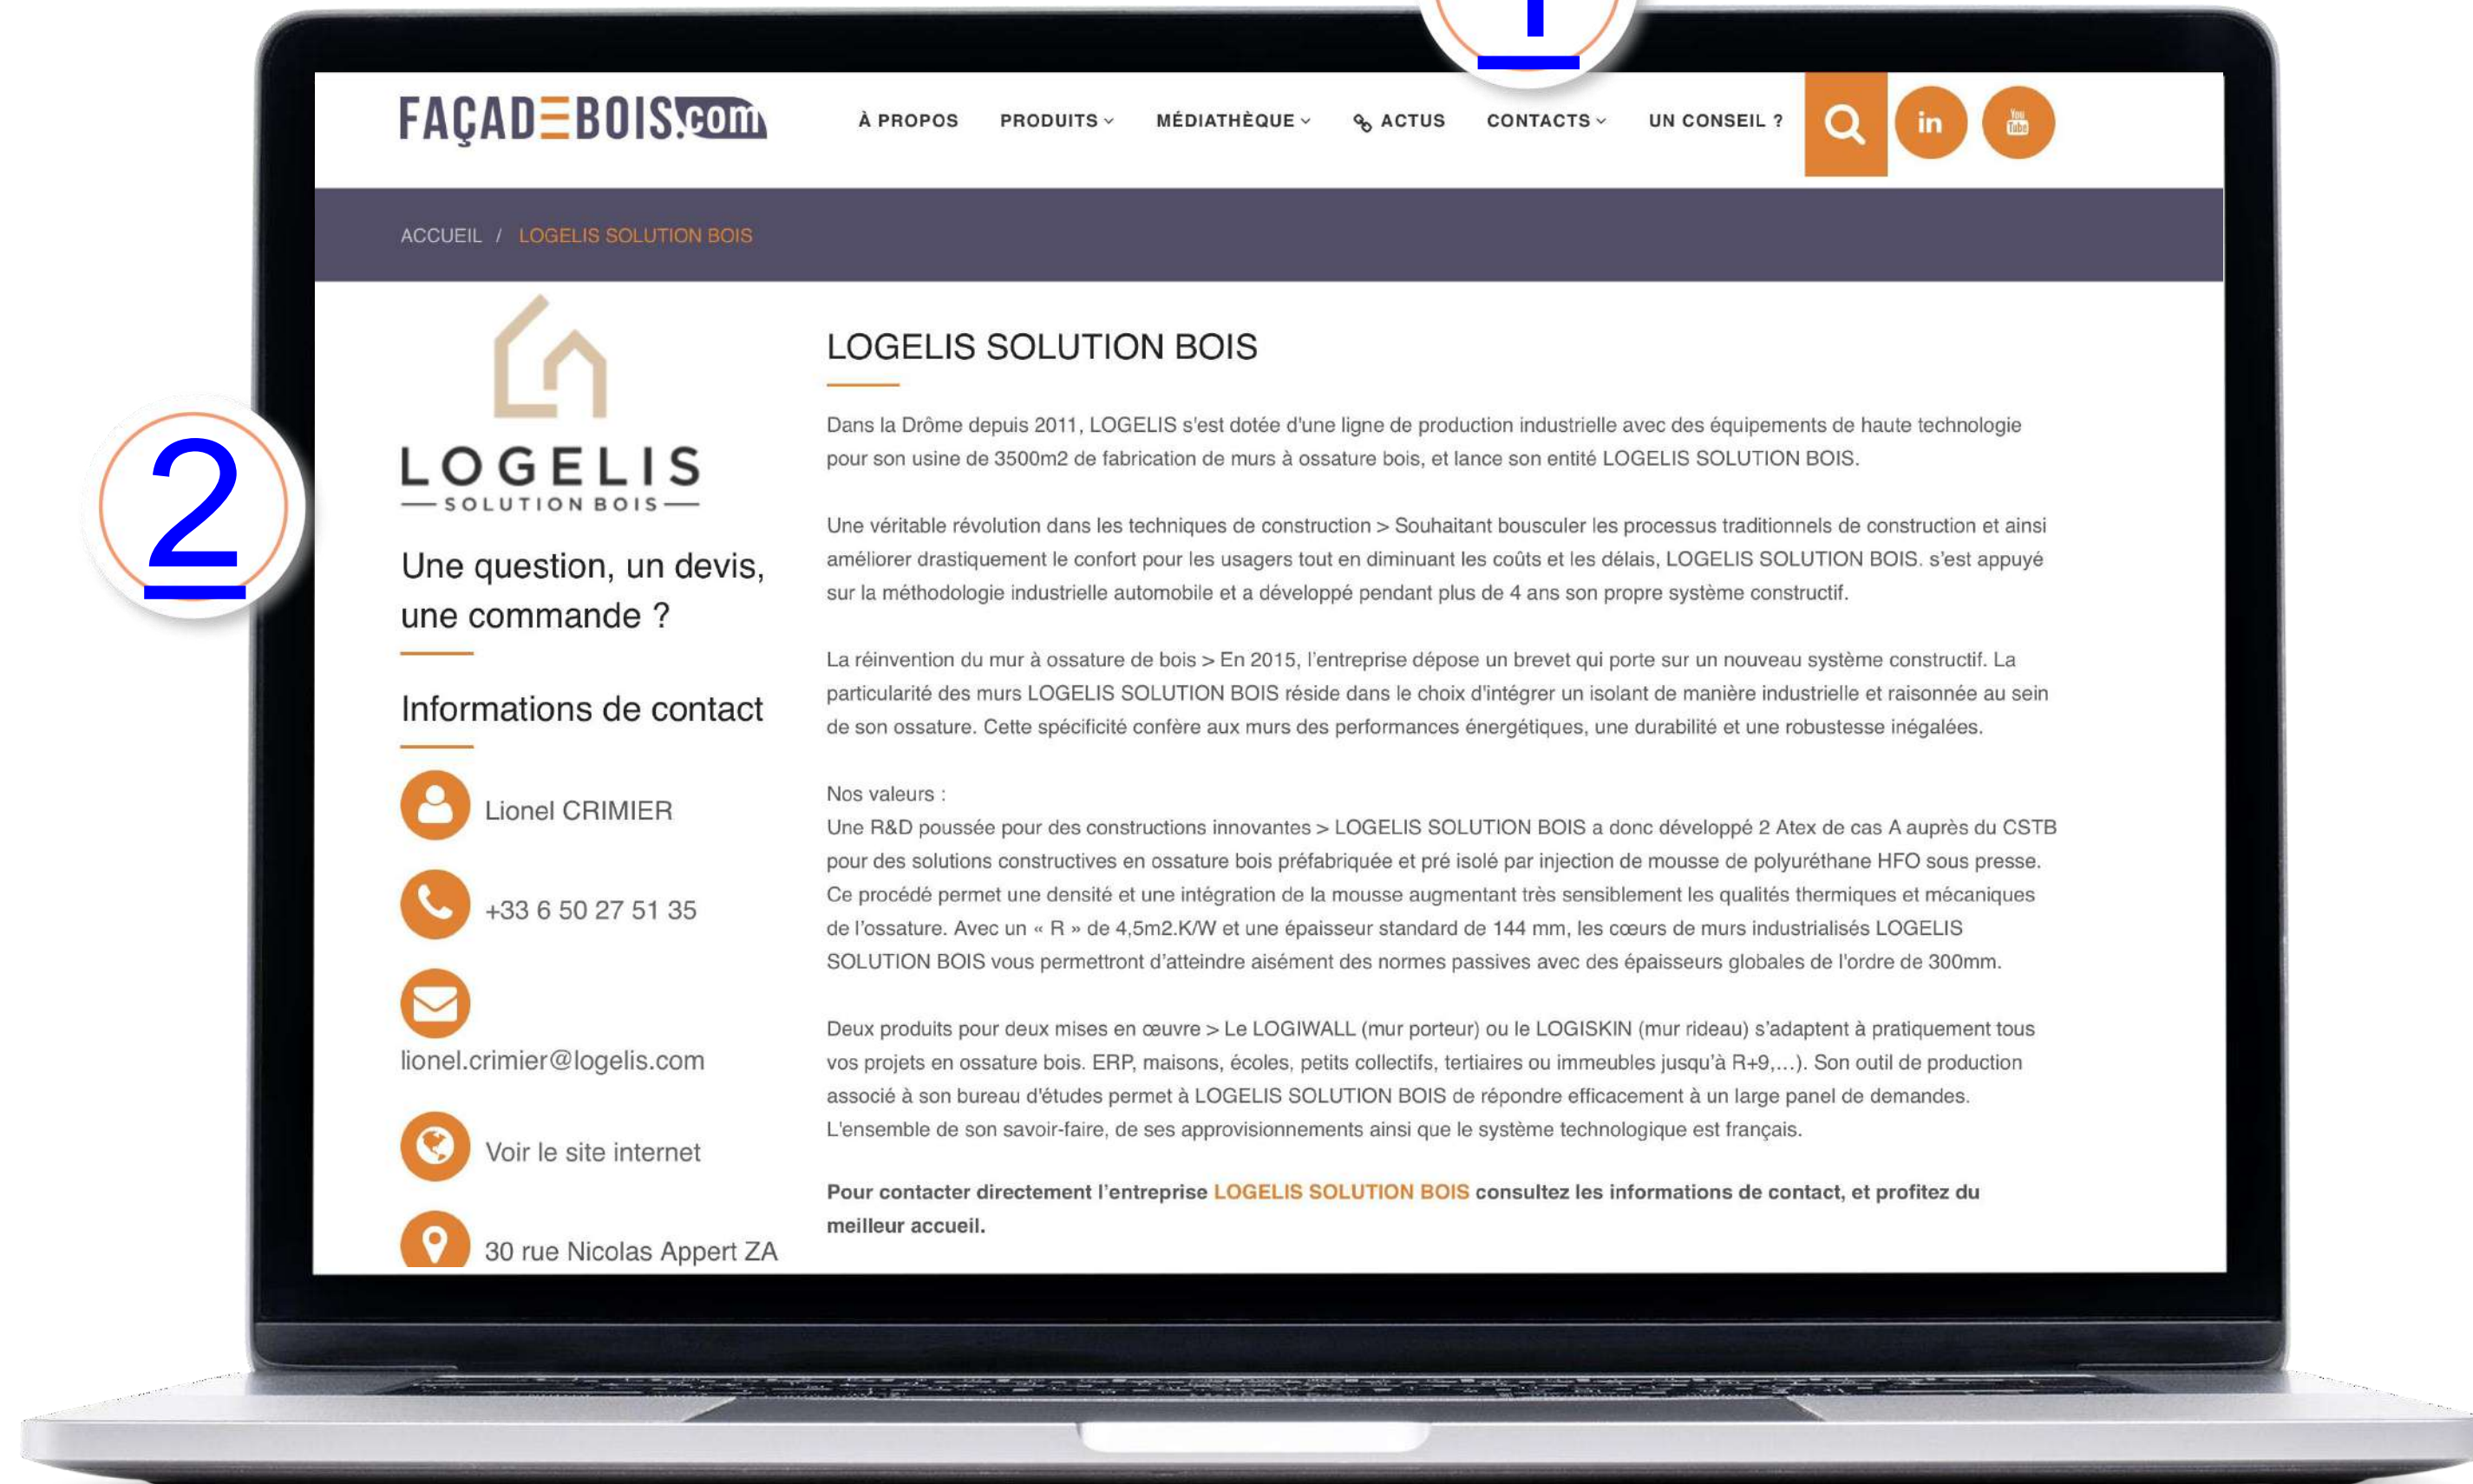 1
FAÇADEBOIS.com
À PROPOS PRODUITS MÉDIATHÈQUE ACTUS CONTACTS UN CONSEIL ?
in You Tube
ACCUEIL / LOGELIS SOLUTION BOIS
2
LOGELIS
SOLUTION BOIS
Une question, un devis,
une commande ?
Informations de contact
Lionel CRIMIER
+33 6 50 27 51 35
lionel.crimier@logelis.com
Voir le site internet
30 rue Nicolas Appert ZA
LOGELIS SOLUTION BOIS
Dans la Drôme depuis 2011, LOGELIS s'est dotée d'une ligne de production industrielle avec des équipements de haute technologie
pour son usine de 3500m2 de fabrication de murs à ossature bois, et lance son entité LOGELIS SOLUTION BOIS.
Une véritable révolution dans les techniques de construction > Souhaitant bousculer les processus traditionnels de construction et ainsi
améliorer drastiquement le confort pour les usagers tout en diminuant les coûts et les délais, LOGELIS SOLUTION BOIS. s'est appuyé
sur la méthodologie industrielle automobile et a développé pendant plus de 4 ans son propre système constructif.
La réinvention du mur à ossature de bois > En 2015, l'entreprise dépose un brevet qui porte sur un nouveau système constructif. La
particularité des murs LOGELIS SOLUTION BOIS réside dans le choix d'intégrer un isolant de manière industrielle et raisonnée au sein
de son ossature. Cette spécificité confère aux murs des performances énergétiques, une durabilité et une robustesse inégalées.
Nos valeurs :
Une R&D poussée pour des constructions innovantes > LOGELIS SOLUTION BOIS a donc développé 2 Atex de cas A auprès du CSTB
pour des solutions constructives en ossature bois préfabriquée et pré isolé par injection de mousse de polyuréthane HFO sous presse.
Ce procédé permet une densité et une intégration de la mousse augmentant très sensiblement les qualités thermiques et mécaniques
de l'ossature. Avec un « R » de 4,5m2.K/W et une épaisseur standard de 144 mm, les cœurs de murs industrialisés LOGELIS
SOLUTION BOIS vous permettront d'atteindre aisément des normes passives avec des épaisseurs globales de l'ordre de 300mm.
Deux produits pour deux mises en œuvre > Le LOGIWALL (mur porteur) ou le LOGISKIN (mur rideau) s'adaptent à pratiquement tous
vos projets en ossature bois. ERP, maisons, écoles, petits collectifs, tertiaires ou immeubles jusqu'à R+9,...). Son outil de production
associé à son bureau d'études permet à LOGELIS SOLUTION BOIS de répondre efficacement à un large panel de demandes.
L'ensemble de son savoir-faire, de ses approvisionnements ainsi que le système technologique est français.
Pour contacter directement l'entreprise LOGELIS SOLUTION BOIS consultez les informations de contact, et profitez du
meilleur accueil.